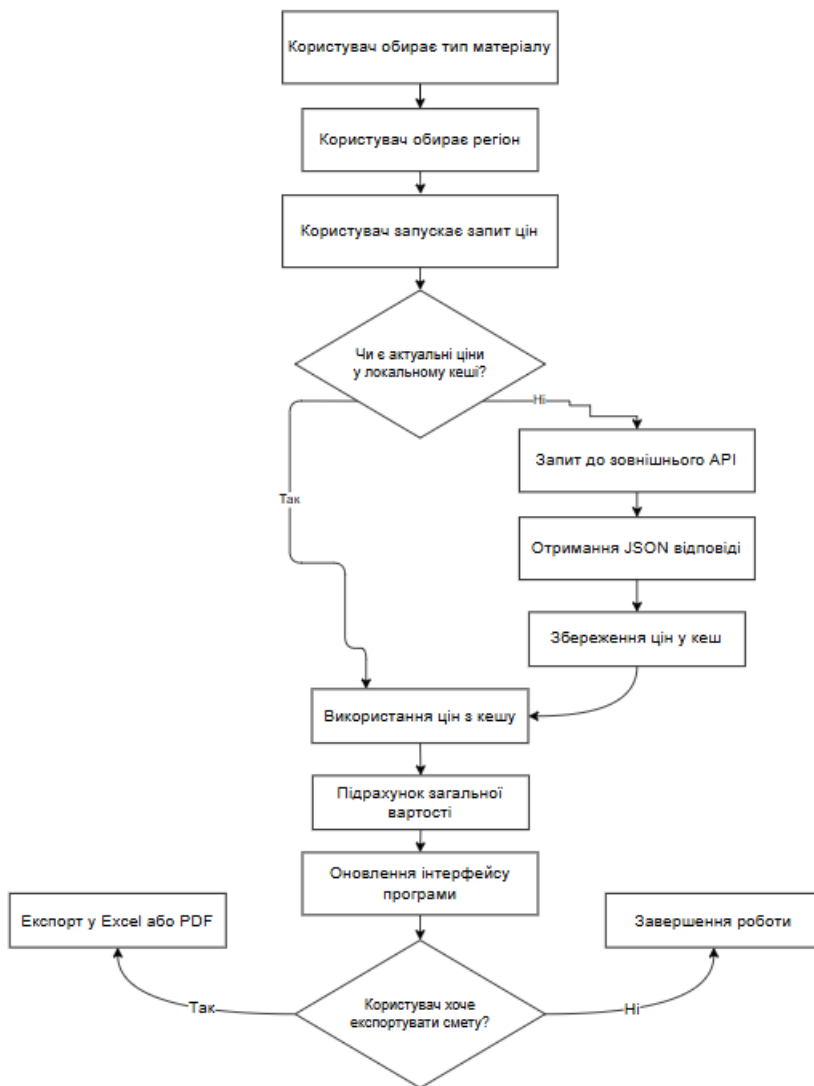 Користувач обирає тип матеріалу
Користувач обирає регіон
Користувач запускає запит цін
Чи є актуальні ціни
у локальному кеші?
Ні
Запит до зовнішнього API
Так
Отримання JSON відповіді
Збереження цін у кеш
Використання цін з кешу
Підрахунок загальної
вартості
Оновлення інтерфейсу
програми
Експорт у Excel або PDF
Завершення роботи
Користувач хоче
експортувати смету?
Так
Ні